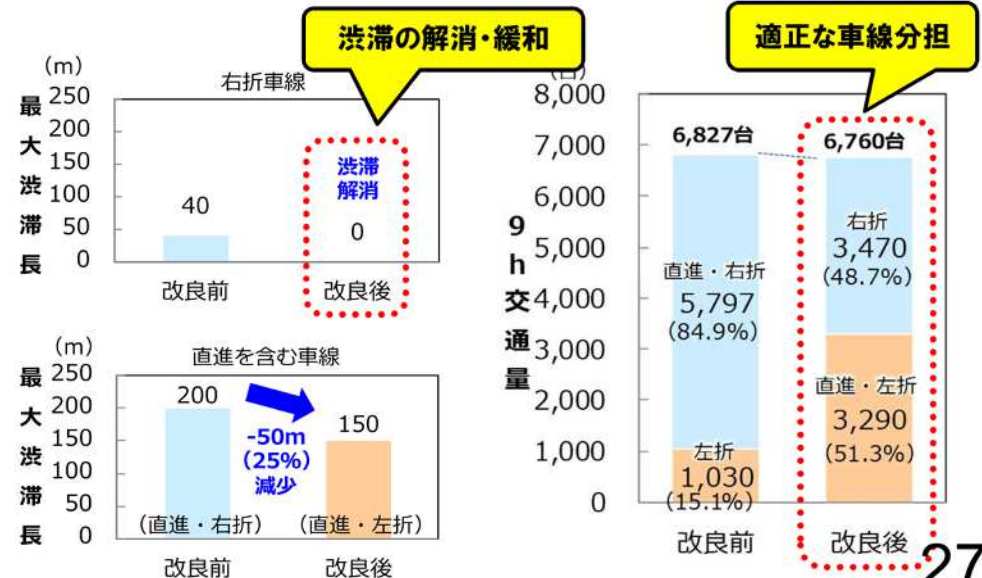 渋滞の解消・緩和
（m）
右折車線
最大渋滞長
250
200
150
100
50
0
40
渋滞
解消
0
改良前
改良後
（m）
直進を含む車線
最大渋滞長
250
200
150
100
50
0
200
-50m
（25%）
減少
150
（直進・右折）
（直進・左折）
改良前
改良後
適正な車線分担
9h交通量
8,000
7,000
6,000
5,000
4,000
3,000
2,000
1,000
0
6,827台
6,760台
直進・右折
5,797
(84.9%)
左折
1,030
(15.1%)
右折
3,470
(48.7%)
直進・左折
3,290
(51.3%)
改良前
改良後
27